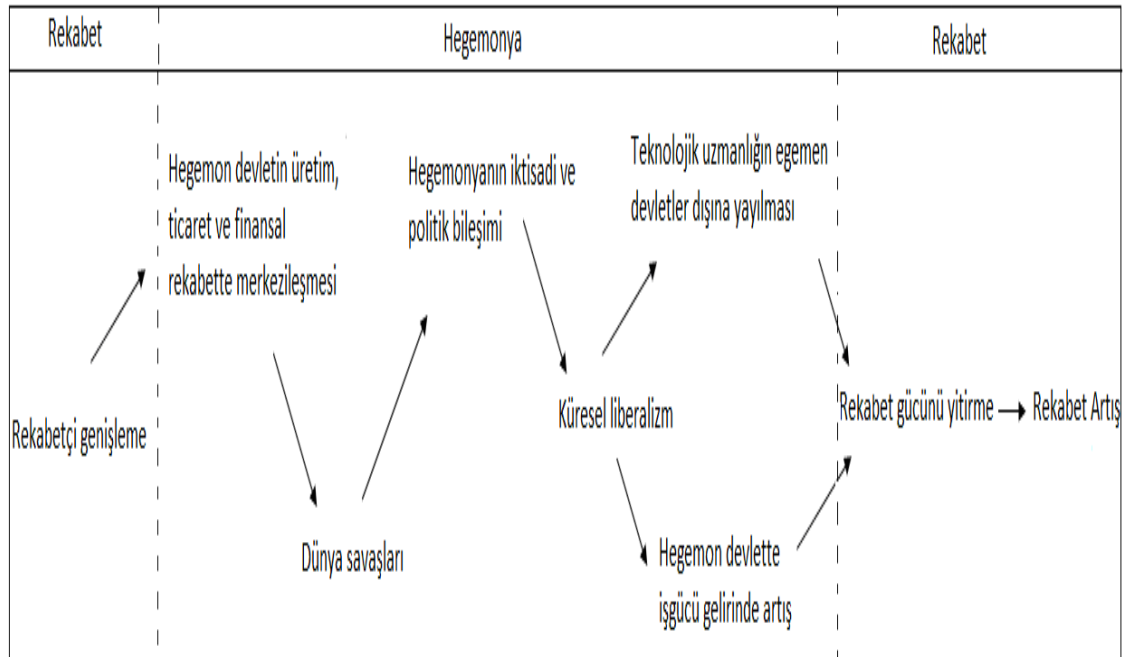 Rekabet
Hegemonya
Rekabet
Hegemon devletin üretim,
ticaret ve finansal
rekabette merkezileşmesi
Hegemonyanın iktisadi ve
politik bileşimi
Teknolojik uzmanlığın egemen
devletler dışına yayılması
Rekabetçi genişleme
Küresel liberalizm
Rekabet gücünü yitirme
Rekabet Artış
Dünya savaşları
Hegemon devlette
işgücü gelirinde artış